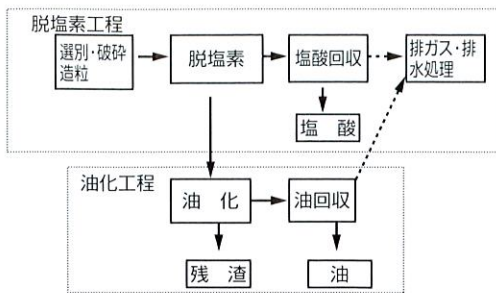 脱塩素工程
選別・破砕
造粒
脱塩素
塩酸回収
排ガス・排
水処理
塩　酸
油化工程
油　化
油回収
残　渣
油